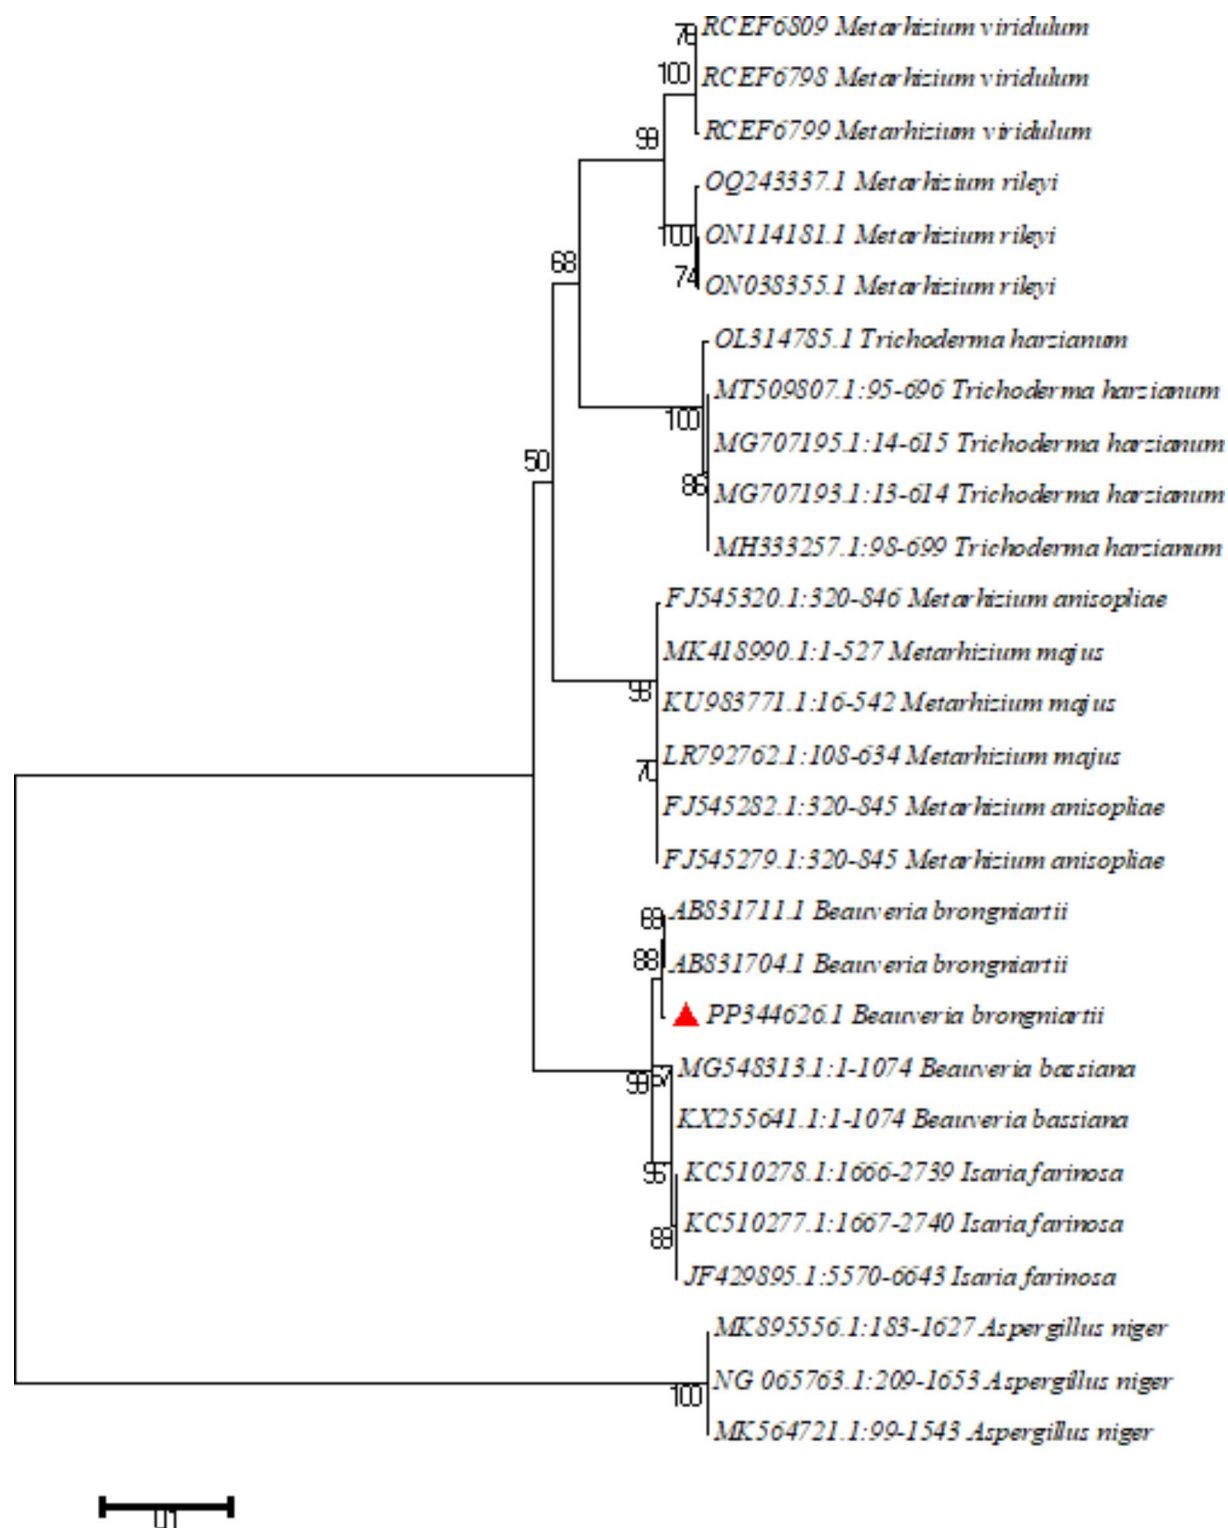 78
RCEF6809 Metarhizium viridulum
100
RCEF6798 Metarhizium viridulum
RCEF6799 Metarhizium viridulum
OQ243337.1 Metarhizium rileyi
100
ON114181.1 Metarhizium rileyi
68
74
ON038355.1 Metarhizium rileyi
OL314785.1 Trichoderma harzianum
MT509807.1:95-696 Trichoderma harzianum
100
MG707195.1:14-615 Trichoderma harzianum
50
86
MG707193.1:13-614 Trichoderma harzianum
MH333257.1:98-699 Trichoderma harzianum
FJ545320.1:320-846 Metarhizium anisopliae
MK418990.1:1-527 Metarhizium majus
KU983771.1:16-542 Metarhizium majus
70
LR792762.1:108-634 Metarhizium majus
FJ545282.1:320-845 Metarhizium anisopliae
FJ545279.1:320-845 Metarhizium anisopliae
AB831711.1 Beauveria brongniartii
88
AB831704.1 Beauveria brongniartii
PP344626.1 Beauveria brongniartii
MG548313.1:1-1074 Beauveria bassiana
KX255641.1:1-1074 Beauveria bassiana
KC510278.1:1666-2739 Isaria farinosa
KC510277.1:1667-2740 Isaria farinosa
JF429895.1:5570-6643 Isaria farinosa
MK895556.1:183-1627 Aspergillus niger
NG 065763.1:209-1653 Aspergillus niger
100
MK564721.1:99-1543 Aspergillus niger